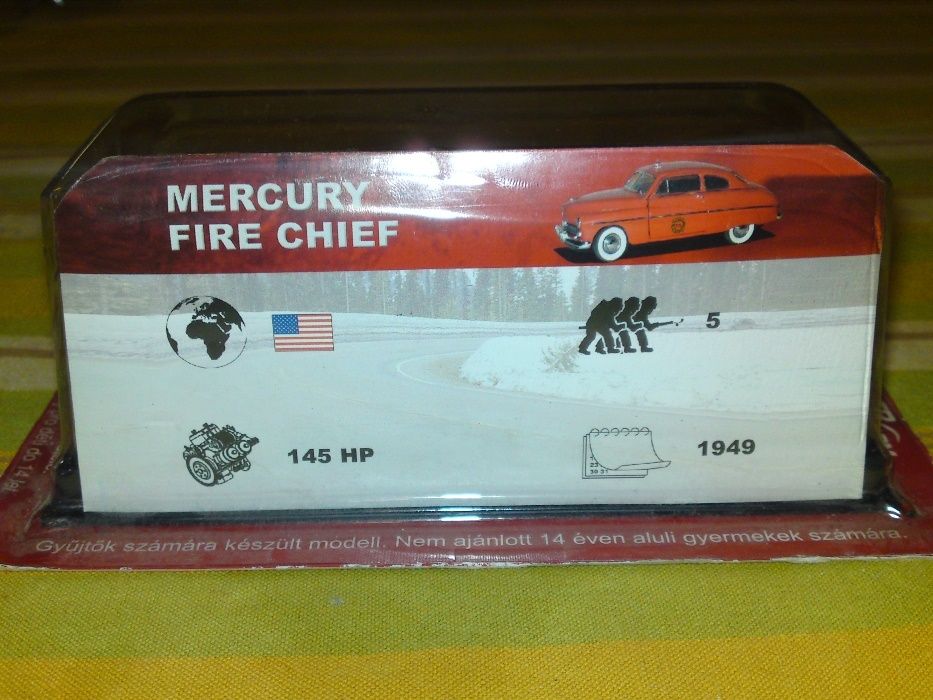 MERCURY
FIRE CHIEF
5
145 HP
1949
Gyűjtők számára készült modell. Nem ajánlott 14 éven aluli gyermekek számára.